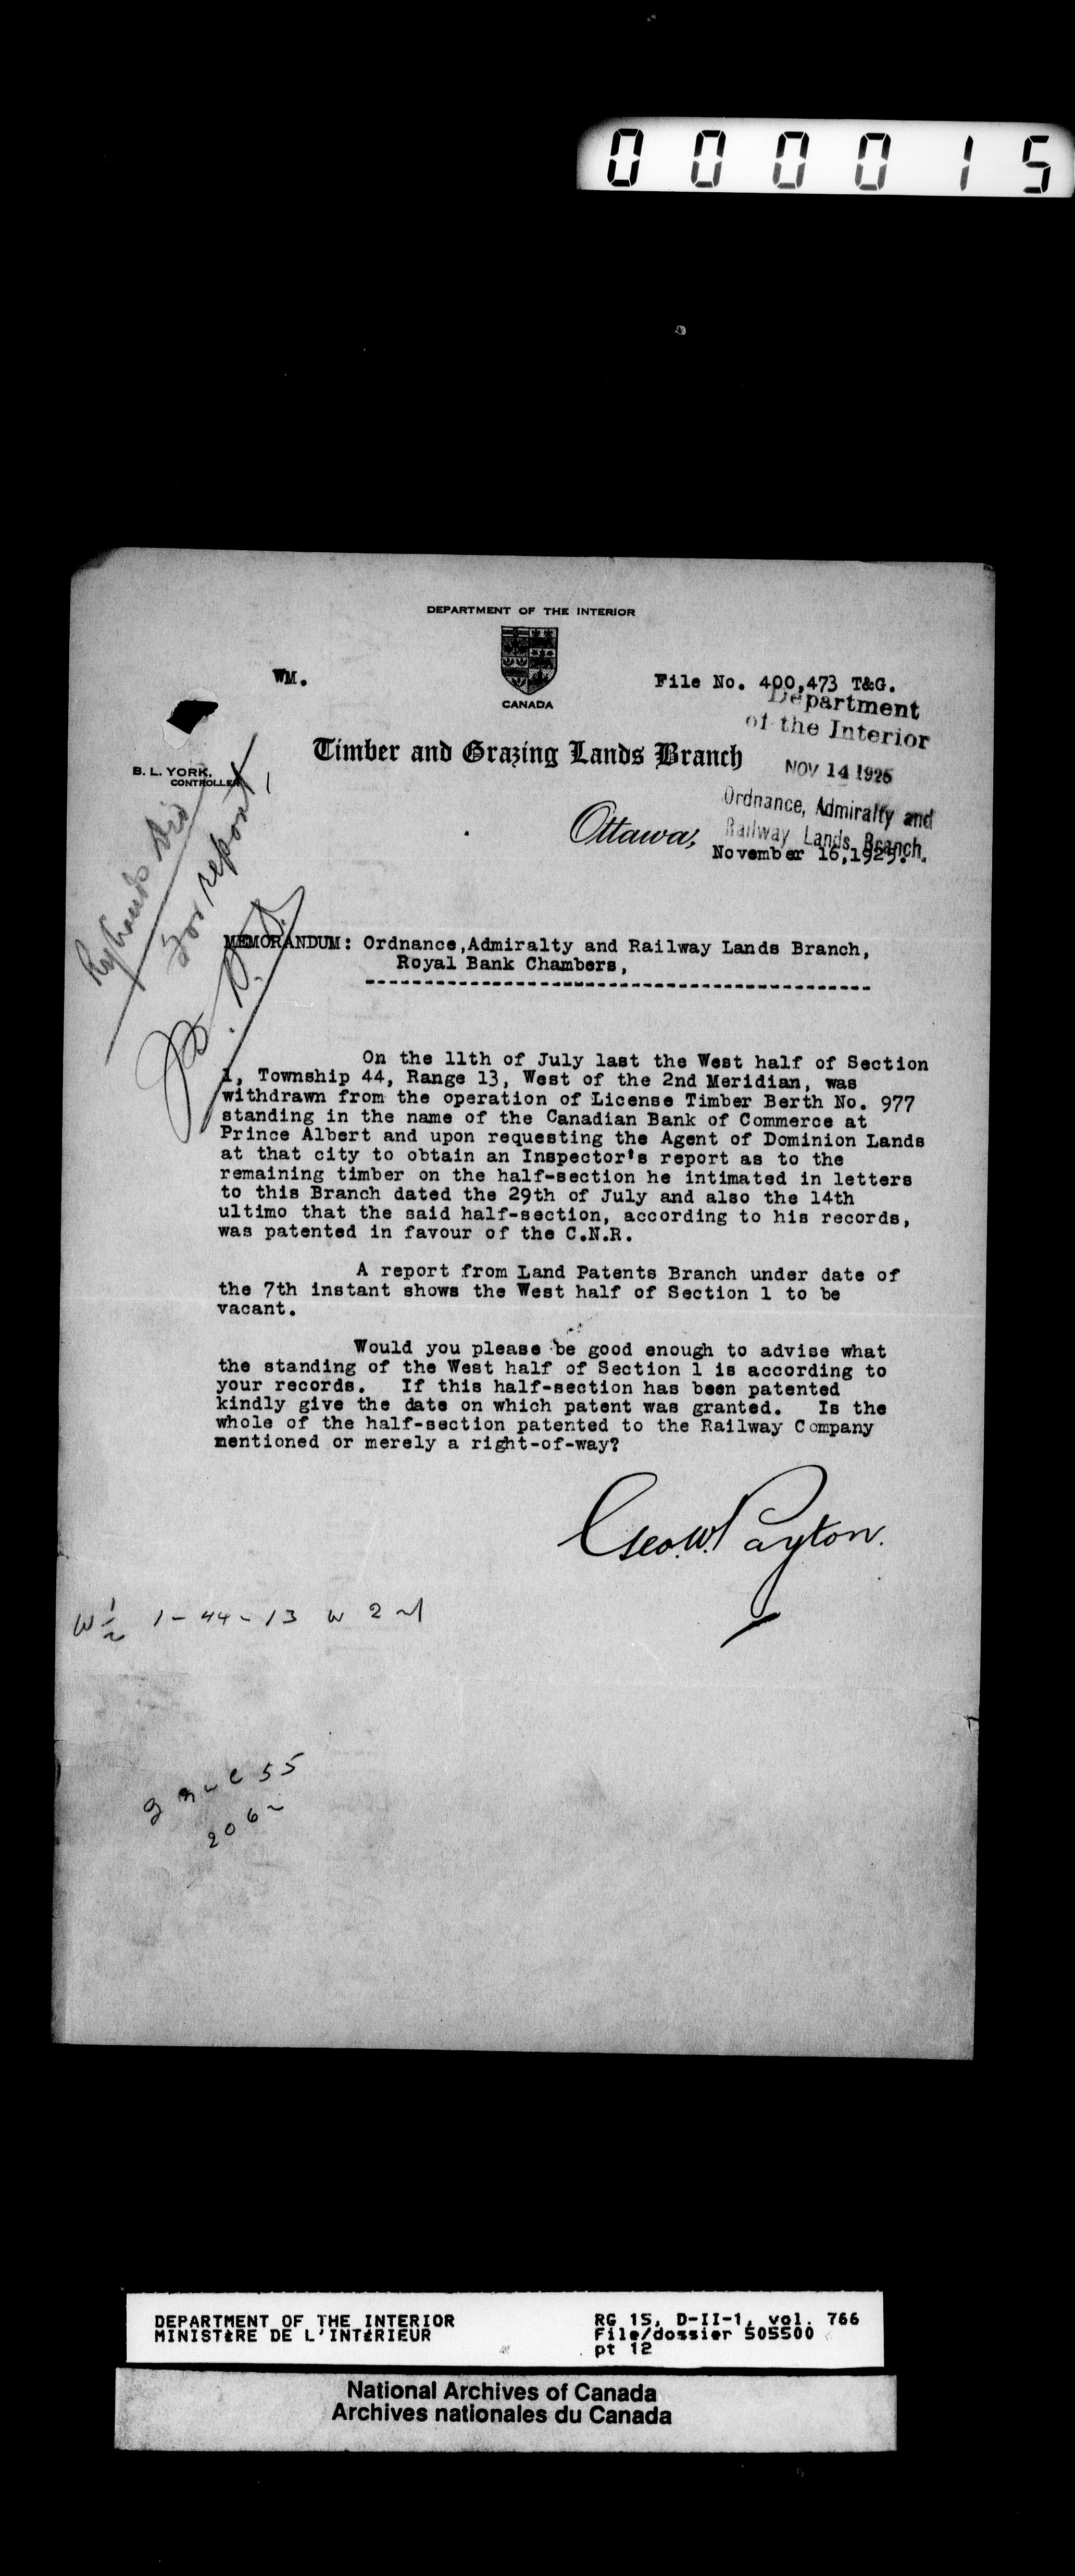 000015
DEPARTMENT OF THE INTERIOR
CANADA
WM.
File No. 400,473 T&G.
Department
of the Interior
NOV 14 1925
Ordnance, Admiralty and
Railway Lands Branch.
Timber and Grazing Lands Branch
B. L. YORK,
CONTROLLER.
Ottawa,
November 16,1925.
for report
MEMORANDUM: Ordnance,Admiralty and Railway Lands Branch,
Royal Bank Chambers,
On the 11th of July last the West half of Section
1, Township 44, Range 13, West of the 2nd Meridian, was
withdrawn from the operation of License Timber Berth No. 977
standing in the name of the Canadian Bank of Commerce at
Prince Albert and upon requesting the Agent of Dominion Lands
at that city to obtain an Inspector's report as to the
remaining timber on the half-section he intimated in letters
to this Branch dated the 29th of July and also the 14th
ultimo that the said half-section, according to his records,
was patented in favour of the C.N.R.
A report from Land Patents Branch under date of
the 7th instant shows the West half of Section 1 to be
vacant.
Would you please be good enough to advise what
the standing of the West half of Section 1 is according to
your records. If this half-section has been patented
kindly give the date on which patent was granted. Is the
whole of the half-section patented to the Railway Company
mentioned or merely a right-of-way?
Geo. W. Payton.
W ½ 1-44-13 W 2 M
DEPARTMENT OF THE INTERIOR
MINISTÈRE DE L'INTÉRIEUR
RG 15, D-II-1, vol. 766
File/dossier 505500
pt 12
National Archives of Canada
Archives nationales du Canada